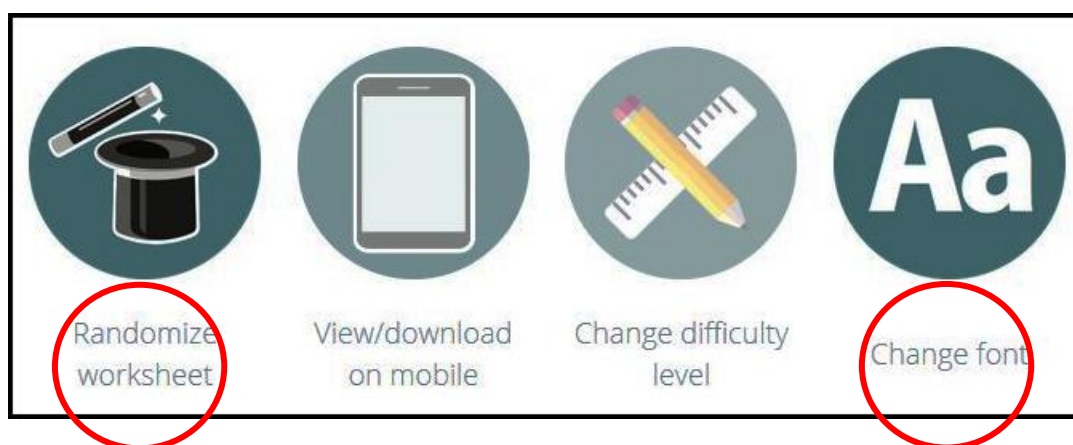 Aa
Randomize
worksheet
View/download
on mobile
Change difficulty
level
Change font